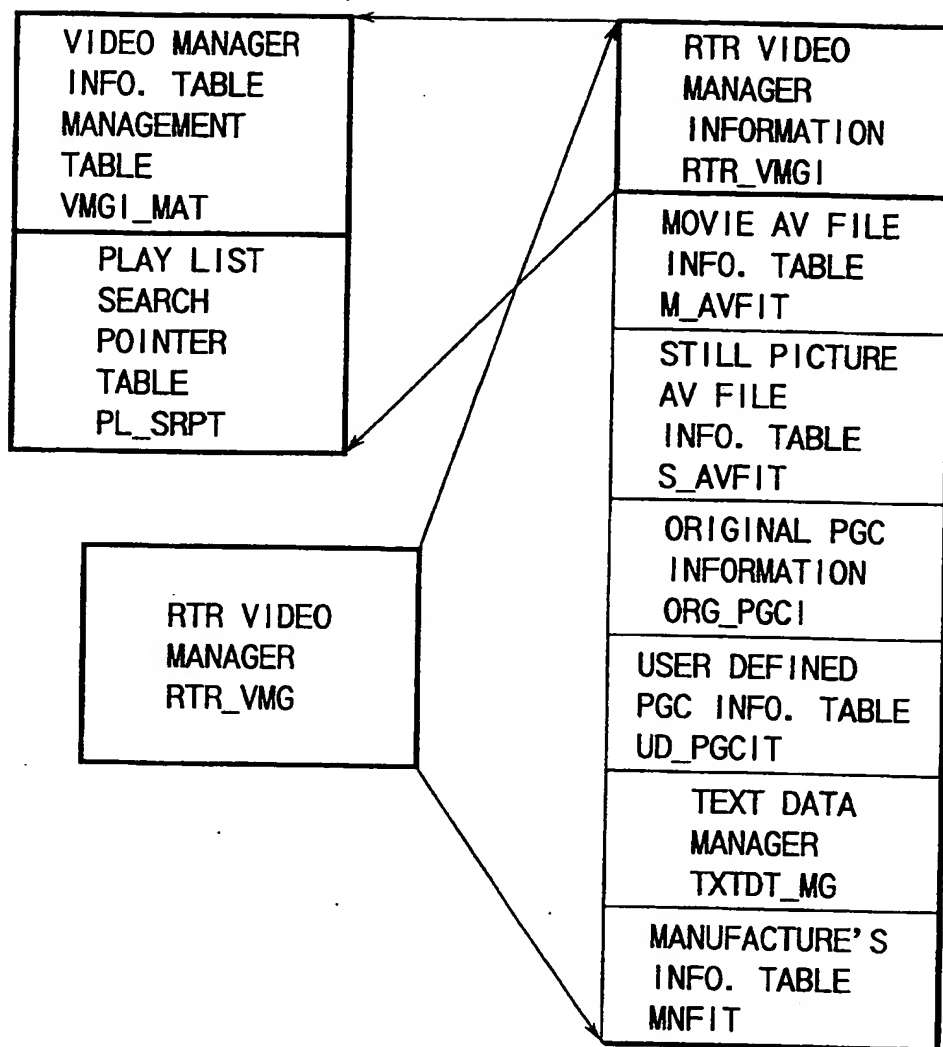 VIDEO MANAGER
INFO. TABLE
MANAGEMENT
TABLE
VMGI_MAT
PLAY LIST
SEARCH
POINTER
TABLE
PL_SRPT
RTR VIDEO
MANAGER
RTR_VMG
RTR VIDEO
MANAGER
INFORMATION
RTR_VMGI
MOVIE AV FILE
INFO. TABLE
M_AVFIT
STILL PICTURE
AV FILE
INFO. TABLE
S_AVFIT
ORIGINAL PGC
INFORMATION
ORG_PGCI
USER DEFINED
PGC INFO. TABLE
UD_PGCIT
TEXT DATA
MANAGER
TXTDT_MG
MANUFACTURE'S
INFO. TABLE
MNFIT